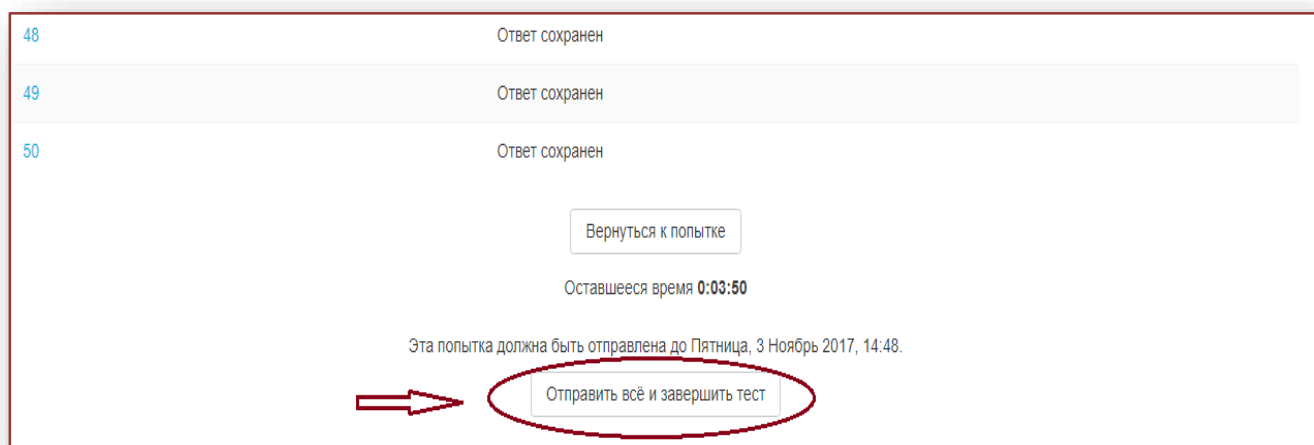 48 Ответ сохранен
49 Ответ сохранен
50 Ответ сохранен
Вернуться к попытке
Оставшееся время 0:03:50
Эта попытка должна быть отправлена до Пятница, 3 Ноябрь 2017, 14:48.
Отправить всё и завершить тест